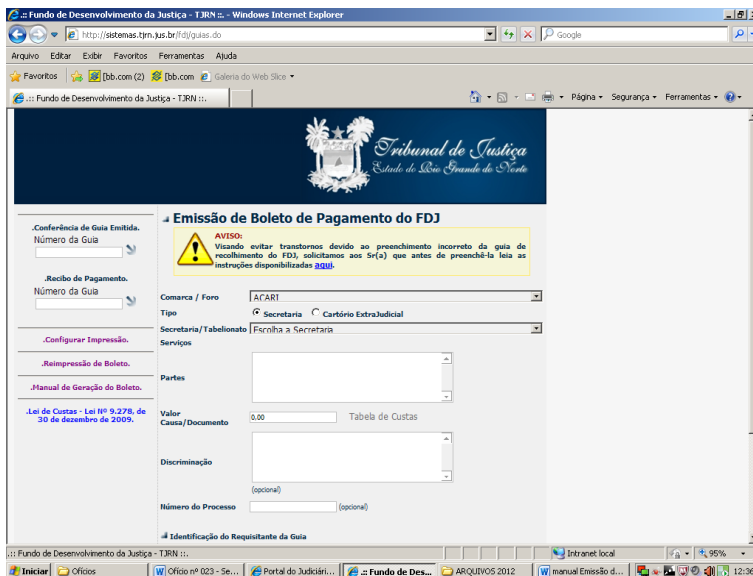 .:: Fundo de Desenvolvimento da Justiça - TJRN ::. - Windows Internet Explorer
http://sistemas.tjrn.jus.br/fdj/guias.do
Google
Arquivo Editar Exibir Favoritos Ferramentas Ajuda
Favoritos [bb.com (2) [bb.com Galeria do Web Slice
.:: Fundo de Desenvolvimento da Justiça - TJRN ::.
Página Segurança Ferramentas
Tribunal de Justiça
Estado do Rio Grande do Norte
.Conferência de Guia Emitida.
Número da Guia
.Recibo de Pagamento.
Número da Guia
.Configurar Impressão.
.Reimpressão de Boleto.
.Manual de Geração do Boleto.
.Lei de Custas - Lei Nº 9.278, de
30 de dezembro de 2009.
Emissão de Boleto de Pagamento do FDJ
AVISO:
Visando evitar transtornos devido ao preenchimento incorreto da guia de
recolhimento do FDJ, solicitamos aos Sr(a) que antes de preenchê-la leia as
instruções disponibilizadas aqui.
Comarca / Foro ACARI
Tipo Secretaria Cartório ExtraJudicial
Secretaria/Tabelionato Escolha a Secretaria
Serviços
Partes
Valor
Causa/Documento 0,00 Tabela de Custas
Discriminação
(opcional)
Número do Processo (opcional)
Identificação do Requisitante da Guia
.:: Fundo de Desenvolvimento da Justiça - TJRN ::.
Intranet local 95%
Iniciar Ofícios Ofício nº 023 - Se... Portal do Judiciári... .:: Fundo de Des... ARQUIVOS 2012 manual Emissão d... 12:36